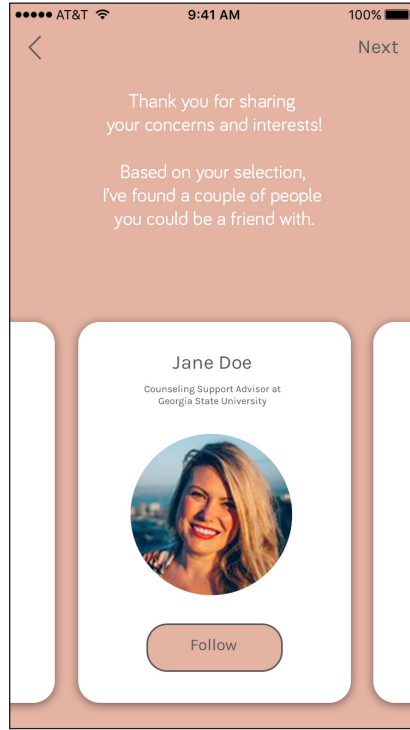 AT&T 9:41 AM 100%
Next
Thank you for sharing
your concerns and interests!
Based on your selection,
I've found a couple of people
you could be a friend with.
Jane Doe
Counseling Support Advisor at
Georgia State University
Follow